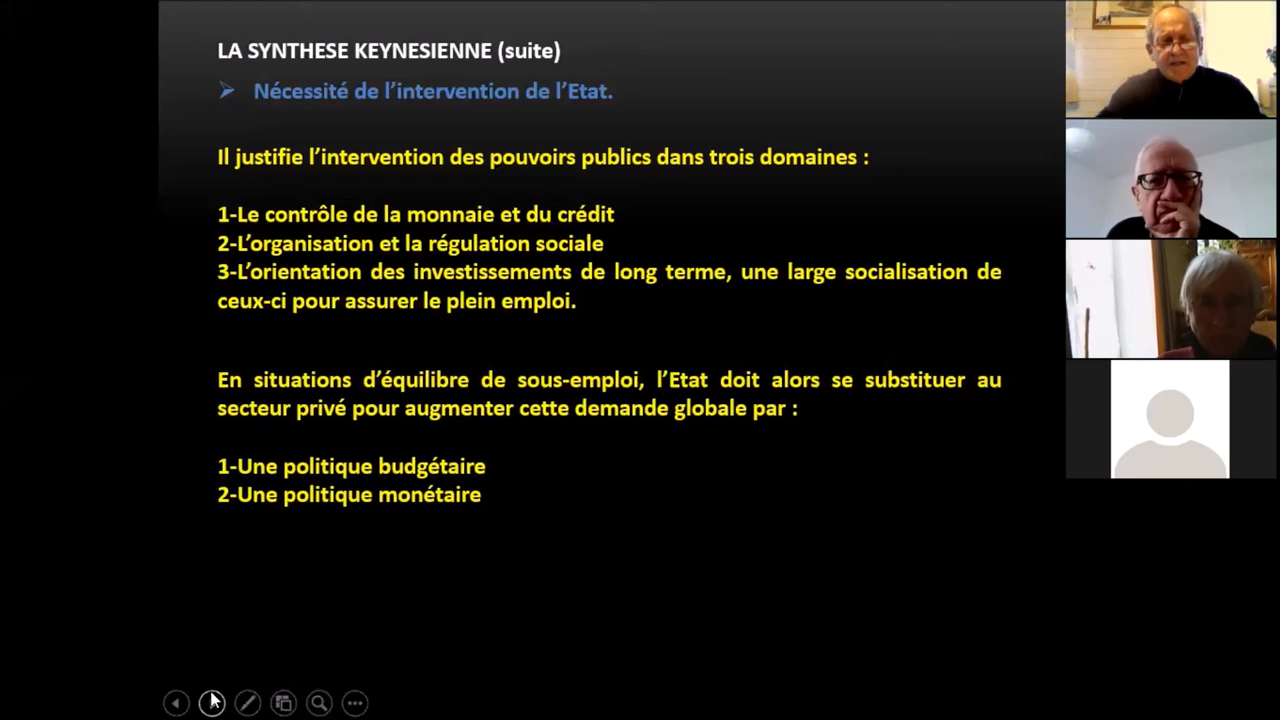 LA SYNTHESE KEYNESIENNE (suite)
Nécessité de l’intervention de l’Etat.
Il justifie l’intervention des pouvoirs publics dans trois domaines :
1-Le contrôle de la monnaie et du crédit
2-L’organisation et la régulation sociale
3-L’orientation des investissements de long terme, une large socialisation de
ceux-ci pour assurer le plein emploi.
En situations d’équilibre de sous-emploi, l’Etat doit alors se substituer au
secteur privé pour augmenter cette demande globale par :
1-Une politique budgétaire
2-Une politique monétaire